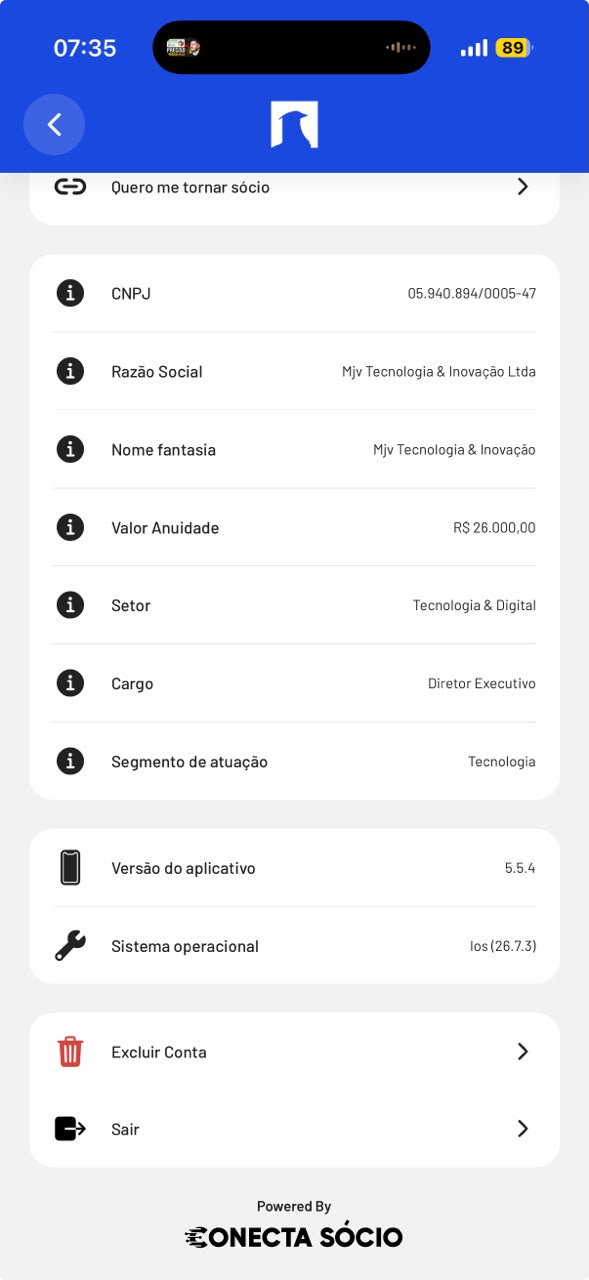 07:35
PRECISO
89
Quero me tornar sócio
CNPJ 05.940.894/0005-47
Razão Social Mjv Tecnologia & Inovação Ltda
Nome fantasia Mjv Tecnologia & Inovação
Valor Anuidade R$ 26.000,00
Setor Tecnologia & Digital
Cargo Diretor Executivo
Segmento de atuação Tecnologia
Versão do aplicativo 5.5.4
Sistema operacional Ios (26.7.3)
Excluir Conta
Sair
Powered By
CONECTA SÓCIO